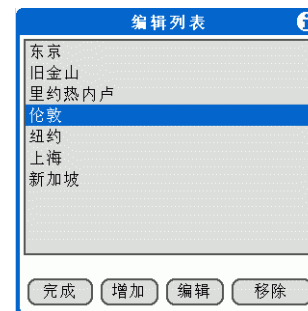 编辑列表
东京
旧金山
里约热内卢
伦敦
纽约
上海
新加坡
完成 增加 编辑 移除